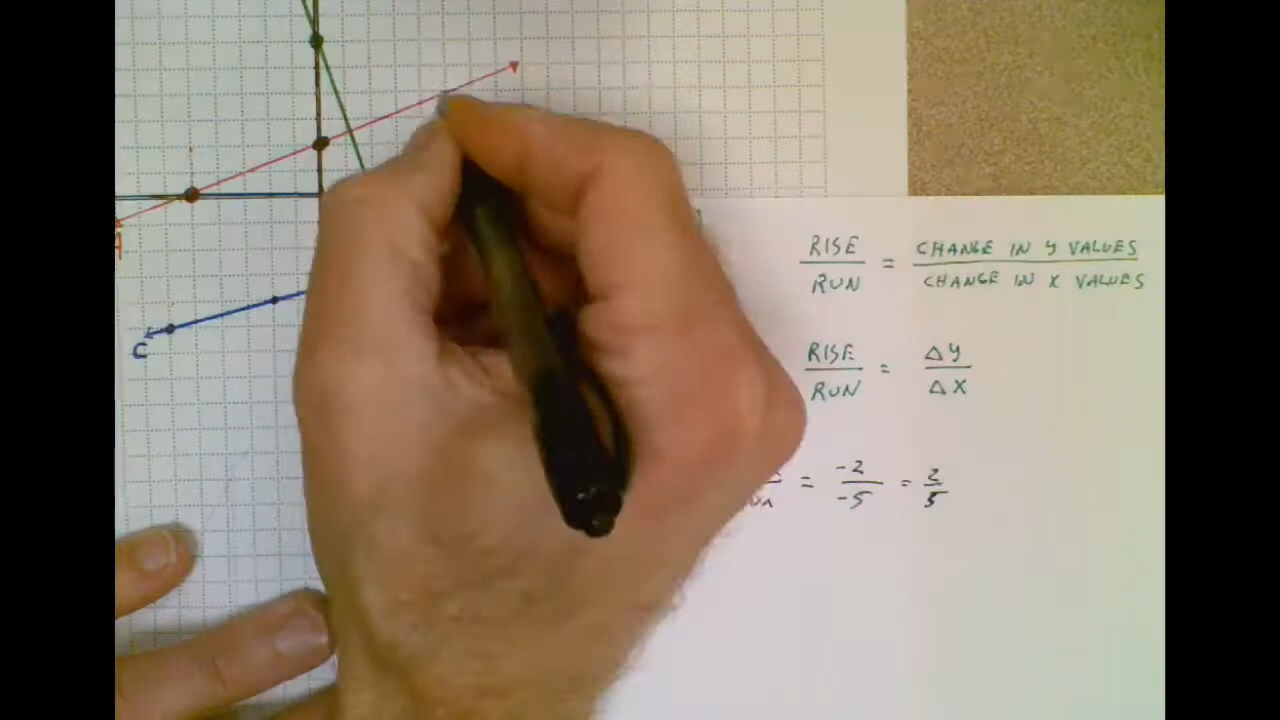 A
C
RISE = CHANGE IN Y VALUES
RUN CHANGE IN X VALUES
RISE = ΔY
RUN ΔX
= -2 = 2
-5 5